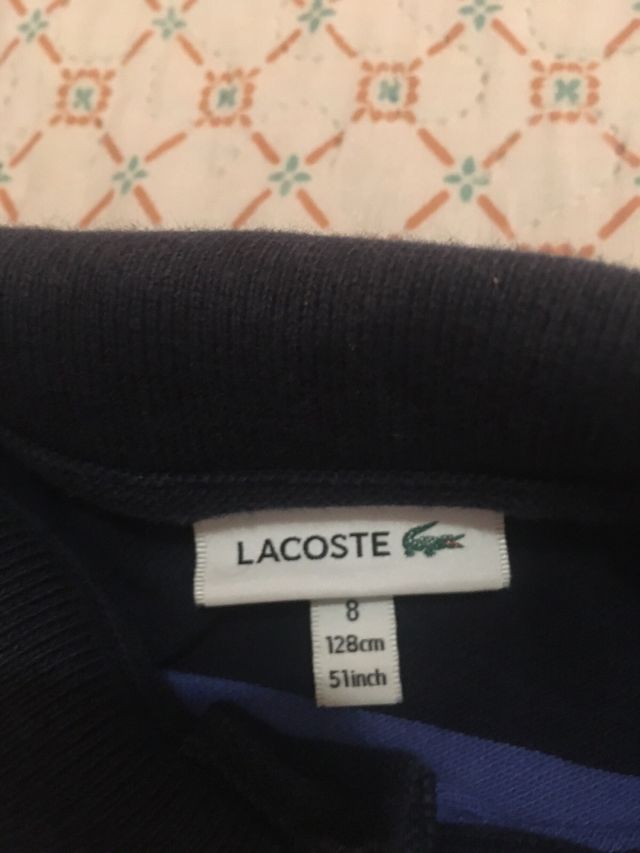 LACOSTE
8
128cm
51inch